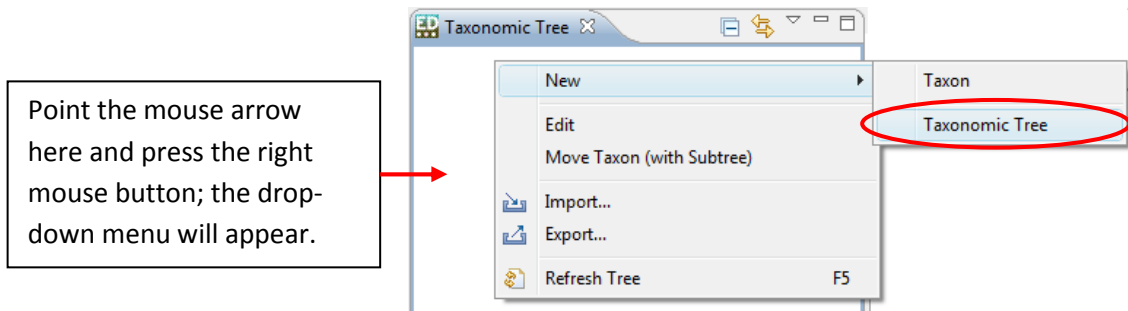 ED Taxonomic Tree
New
Taxon
Point the mouse arrow
here and press the right
mouse button; the drop-
down menu will appear.
Edit
Taxonomic Tree
Move Taxon (with Subtree)
Import...
Export...
Refresh Tree F5